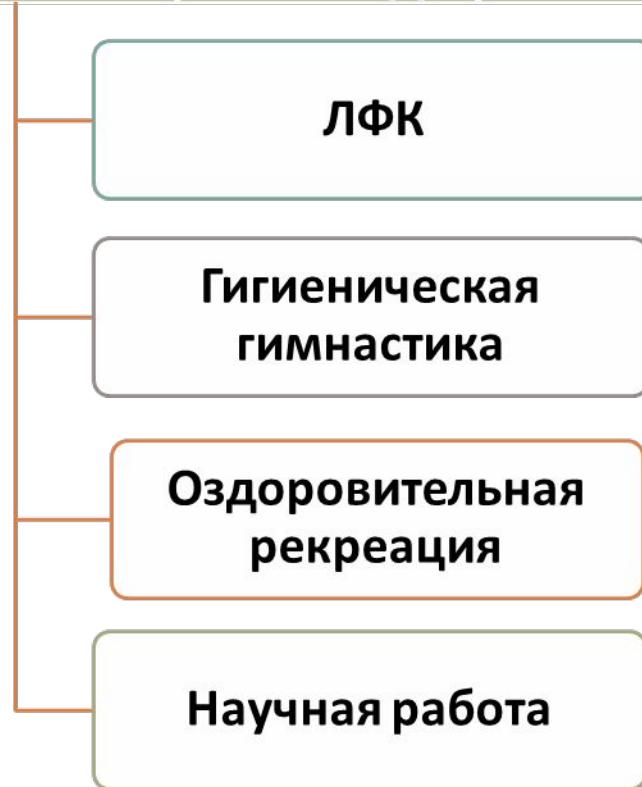 ЛФК
Гигиеническая
гимнастика
Оздоровительная
рекреация
Научная работа